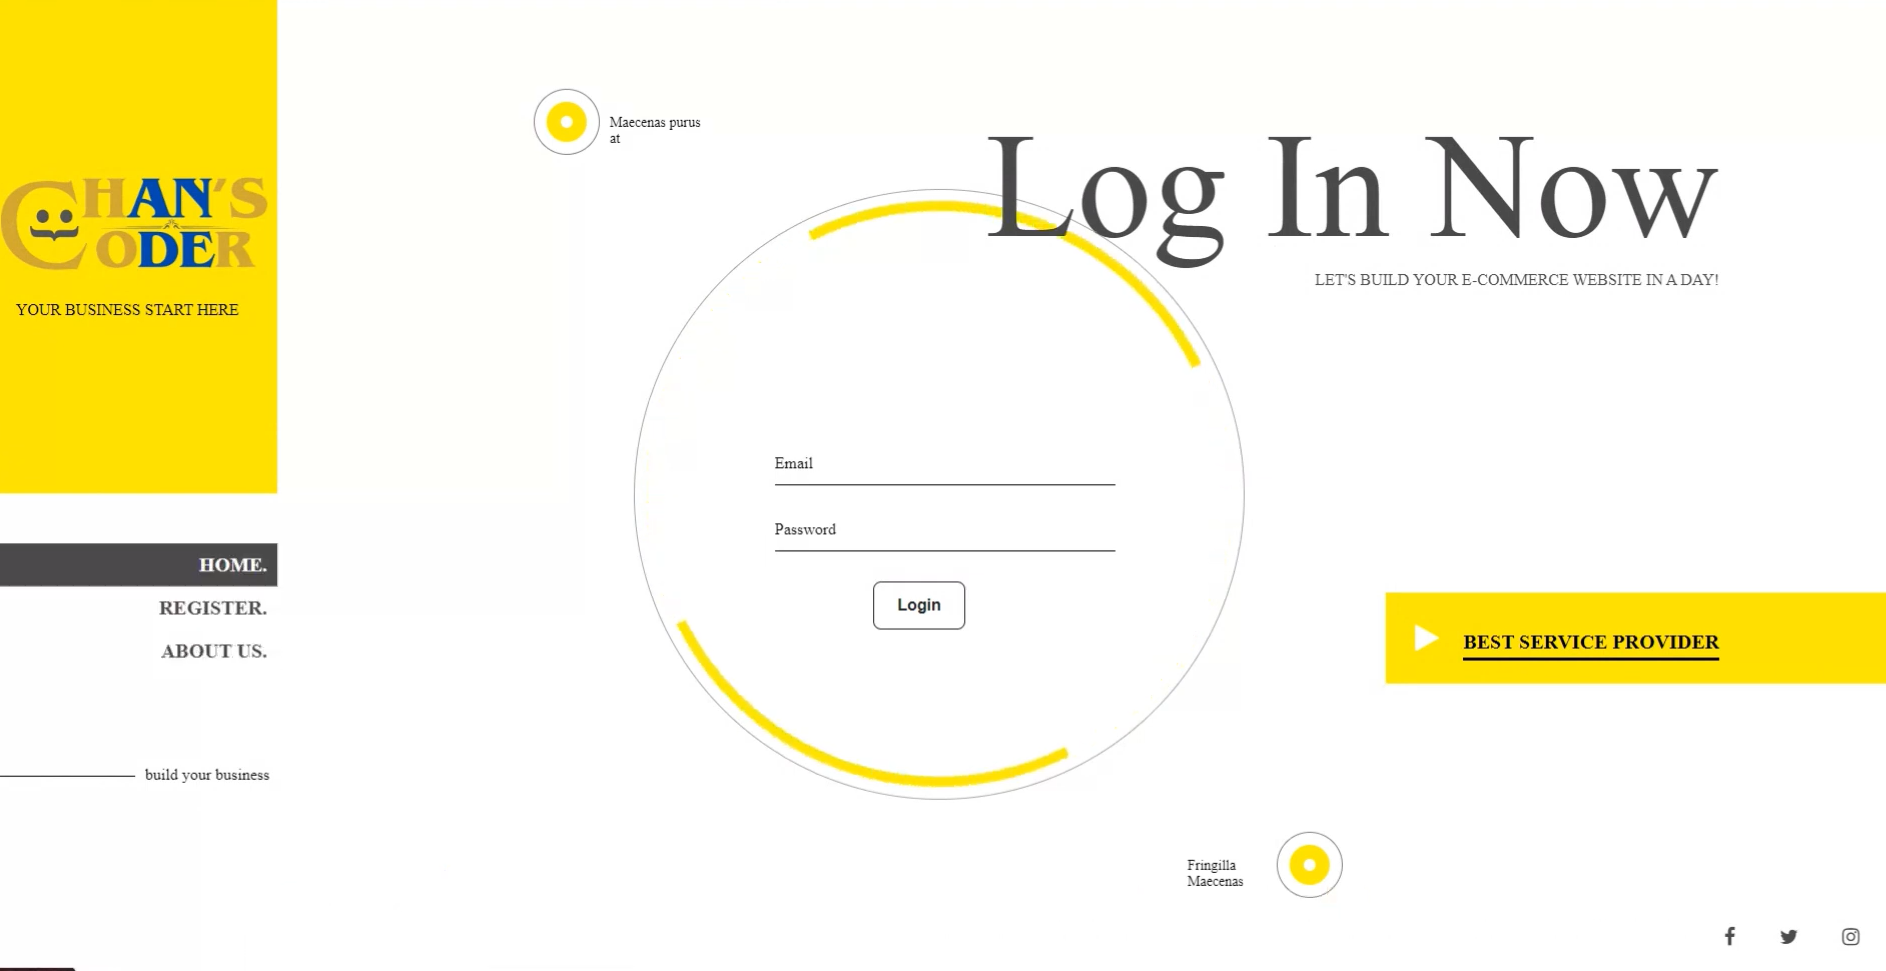 CHAN'S
CODER
YOUR BUSINESS START HERE
HOME.
REGISTER.
ABOUT US.
build your business
Maecenas purus
at
Log In Now
LET'S BUILD YOUR E-COMMERCE WEBSITE IN A DAY!
Email
Password
Login
BEST SERVICE PROVIDER
Fringilla
Maecenas